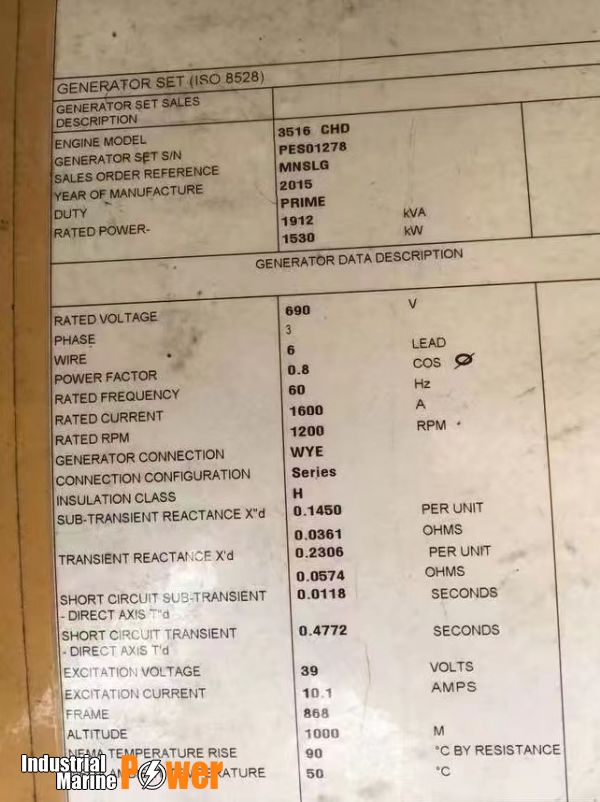 GENERATOR SET (ISO 8528)
GENERATOR SET SALES
DESCRIPTION
ENGINE MODEL 3516 CHD
GENERATOR SET S/N PES01278
SALES ORDER REFERENCE MNSLG
YEAR OF MANUFACTURE 2015
DUTY PRIME
RATED POWER- 1912 kVA
1530 kW
GENERATOR DATA DESCRIPTION
RATED VOLTAGE 690 V
PHASE 3
WIRE 6 LEAD
POWER FACTOR 0.8 COS Ø
RATED FREQUENCY 60 Hz
RATED CURRENT 1600 A
RATED RPM 1200 RPM
GENERATOR CONNECTION WYE
CONNECTION CONFIGURATION Series
INSULATION CLASS H
SUB-TRANSIENT REACTANCE X"d 0.1450 PER UNIT
0.0361 OHMS
TRANSIENT REACTANCE X'd 0.2306 PER UNIT
0.0574 OHMS
SHORT CIRCUIT SUB-TRANSIENT 0.0118 SECONDS
- DIRECT AXIS T"d
SHORT CIRCUIT TRANSIENT 0.4772 SECONDS
- DIRECT AXIS T'd
EXCITATION VOLTAGE 39 VOLTS
EXCITATION CURRENT 10.1 AMPS
FRAME 868
ALTITUDE 1000 M
NEMA TEMPERATURE RISE 90 °C BY RESISTANCE
TEMPERATURE 50 °C
Industrial
Marine Power